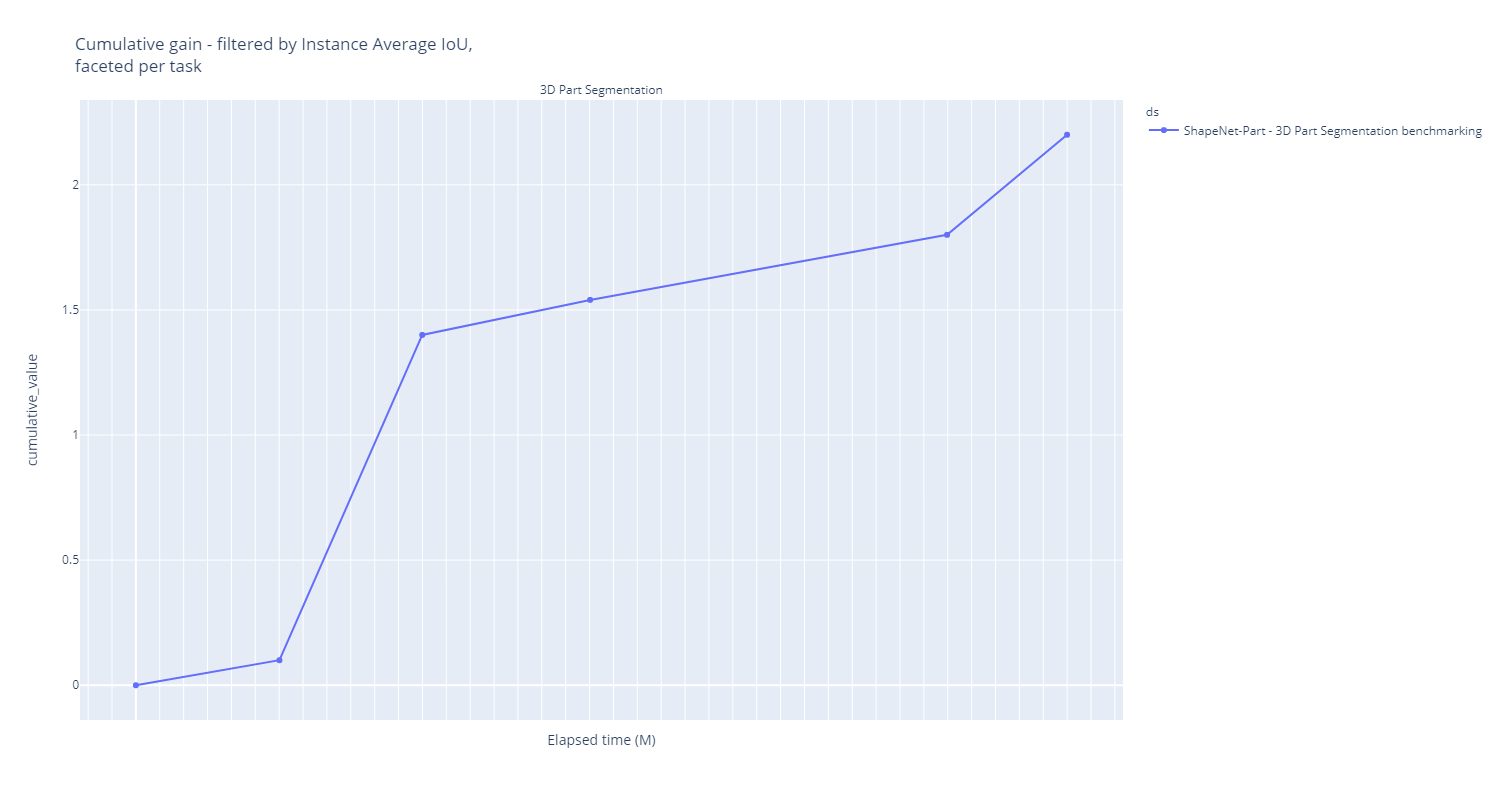 Cumulative gain - filtered by Instance Average IoU,
faceted per task
3D Part Segmentation
ds
ShapeNet-Part - 3D Part Segmentation benchmarking
2
1.5
1
0.5
0
cumulative_value
Elapsed time (M)